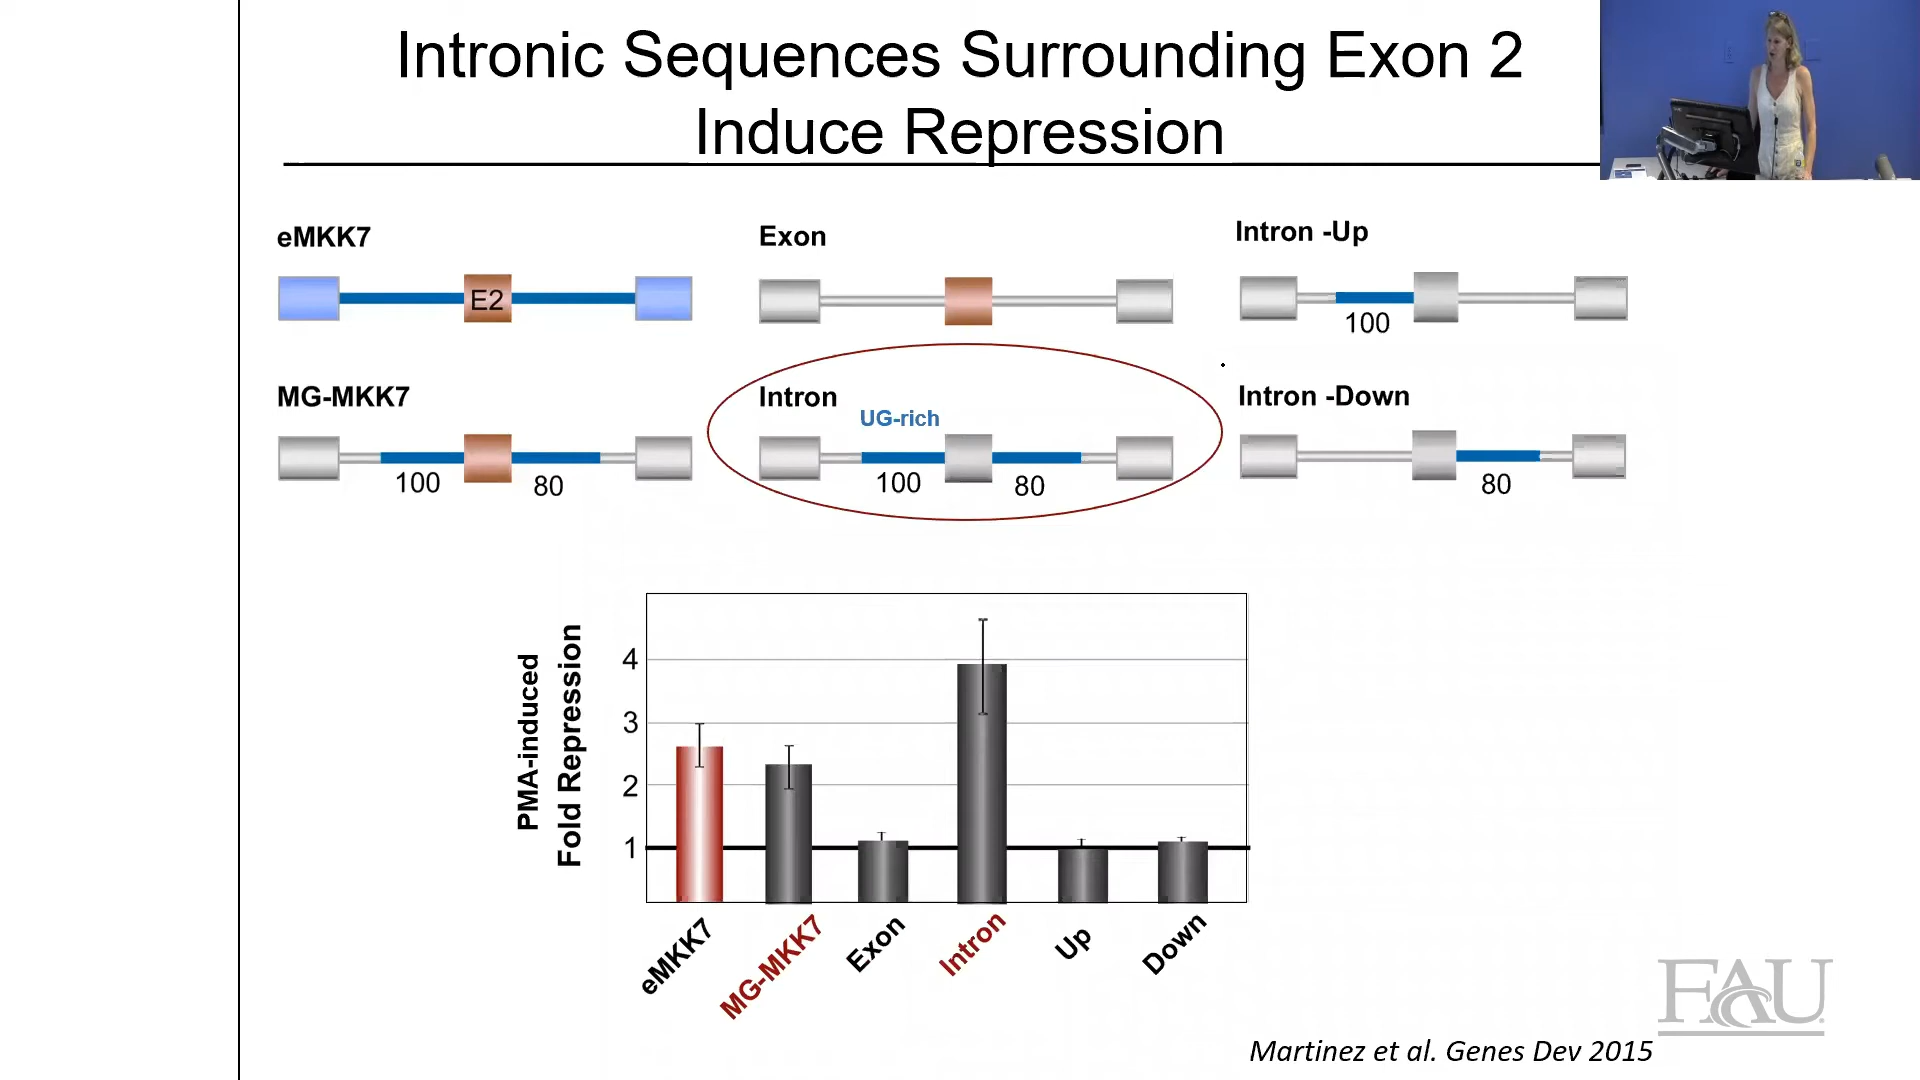 Intronic Sequences Surrounding Exon 2
Induce Repression
eMKK7
E2
Exon
Intron -Up
100
MG-MKK7
100
80
Intron
UG-rich
100
80
Intron -Down
80
PMA-induced
Fold Repression
4
3
2
1
eMKK7
MG-MKK7
Exon
Intron
Up
Down
FAU
Martinez et al. Genes Dev 2015